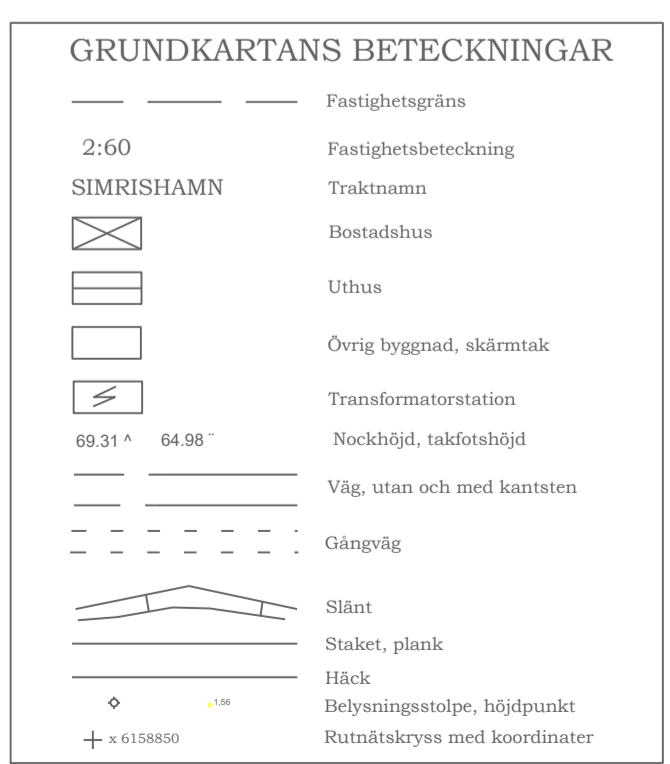 GRUNDKARTANS BETECKNINGAR
Fastighetsgräns
2:60 Fastighetsbeteckning
SIMRISHAMN Traktnamn
Bostadshus
Uthus
Övrig byggnad, skärmtak
Transformatorstation
69.31 ^ 64.98 ¨ Nockhöjd, takfotshöjd
Väg, utan och med kantsten
Gångväg
Slänt
Staket, plank
Häck
1,56 Belysningsstolpe, höjdpunkt
x 6158850 Rutnätskryss med koordinater